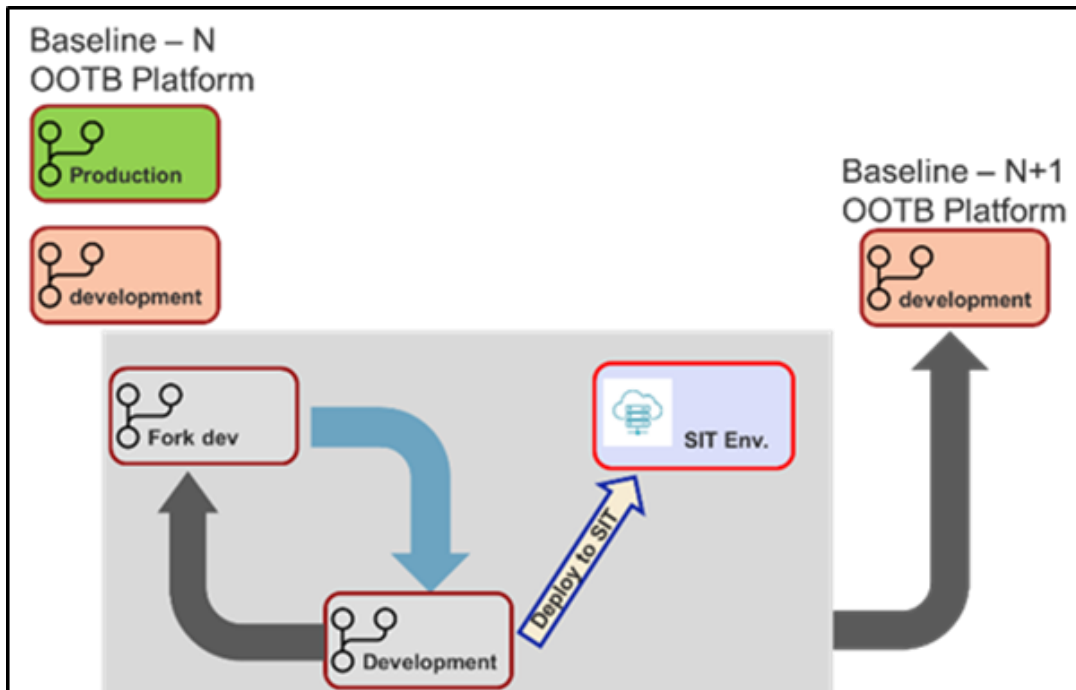 Baseline – N
OOTB Platform
Production
development
Baseline – N+1
OOTB Platform
development
Fork dev
SIT Env.
Deploy to SIT
Development